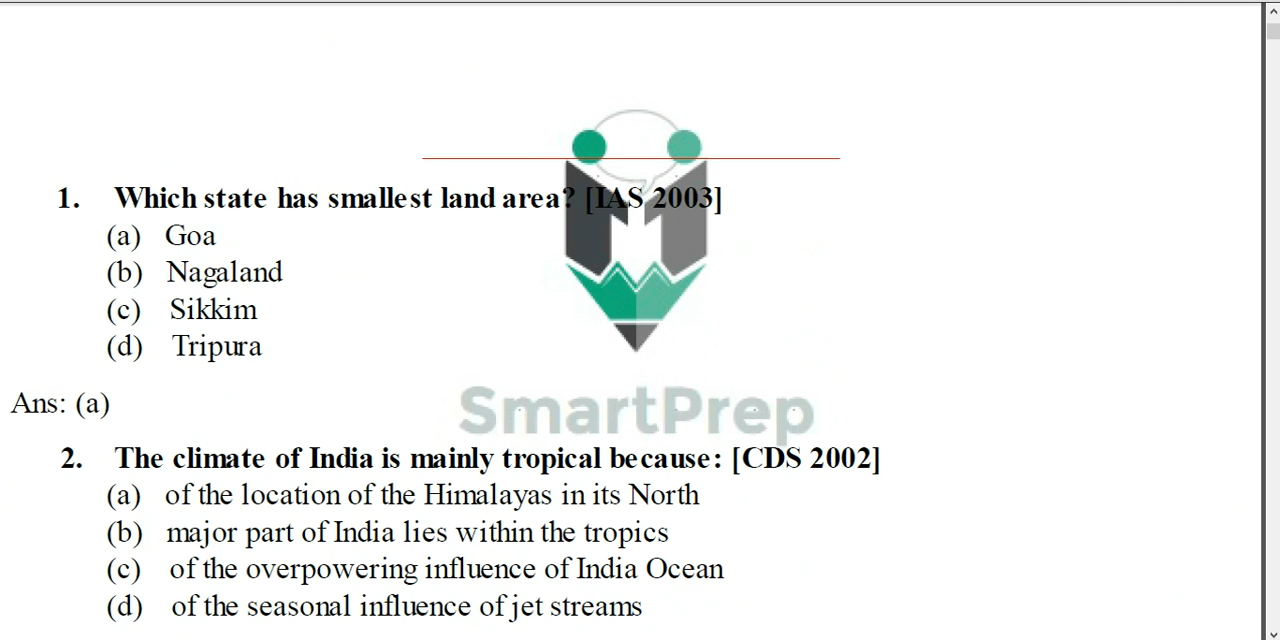 1. Which state has smallest land area? [IAS 2003]
(a) Goa
(b) Nagaland
(c) Sikkim
(d) Tripura
Ans: (a)
SmartPrep
2. The climate of India is mainly tropical because: [CDS 2002]
(a) of the location of the Himalayas in its North
(b) major part of India lies within the tropics
(c) of the overpowering influence of India Ocean
(d) of the seasonal influence of jet streams